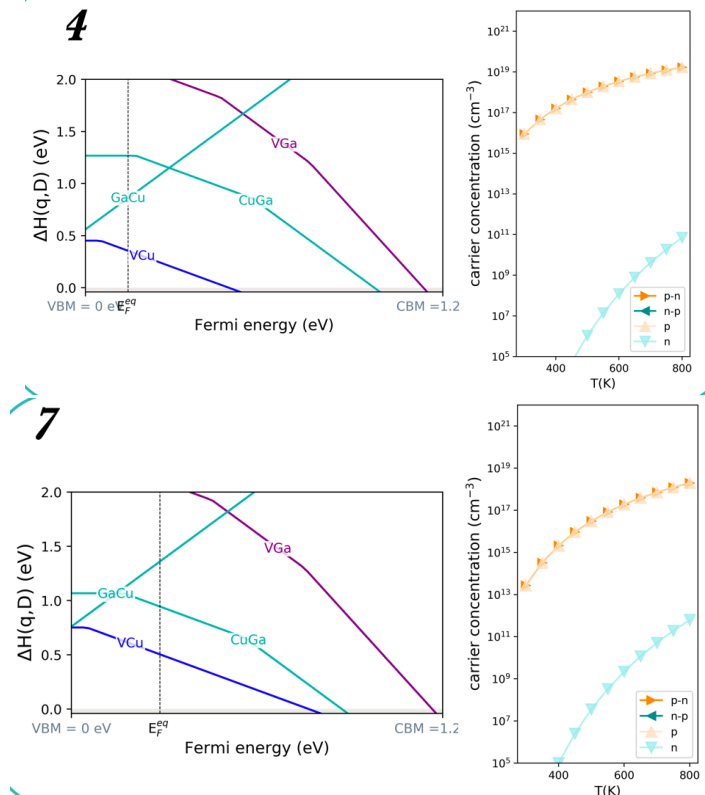 4
2.0
1.5
1.0
0.5
0.0
ΔH(q,D) (eV)
VGa
GaCu
CuGa
VCu
VBM = 0 eV
E_F^{eq}
CBM =1.2
Fermi energy (eV)
10^{21}
10^{19}
10^{17}
10^{15}
10^{13}
10^{11}
10^{9}
10^{7}
10^{5}
carrier concentration (cm^{−3})
p-n
n-p
p
n
400 600 800
T(K)
7
2.0
1.5
1.0
0.5
0.0
ΔH(q,D) (eV)
VGa
GaCu
VCu
CuGa
VBM = 0 eV
E_F^{eq}
CBM =1.2
Fermi energy (eV)
10^{21}
10^{19}
10^{17}
10^{15}
10^{13}
10^{11}
10^{9}
10^{7}
10^{5}
carrier concentration (cm^{−3})
p-n
n-p
p
n
400 600 800
T(K)